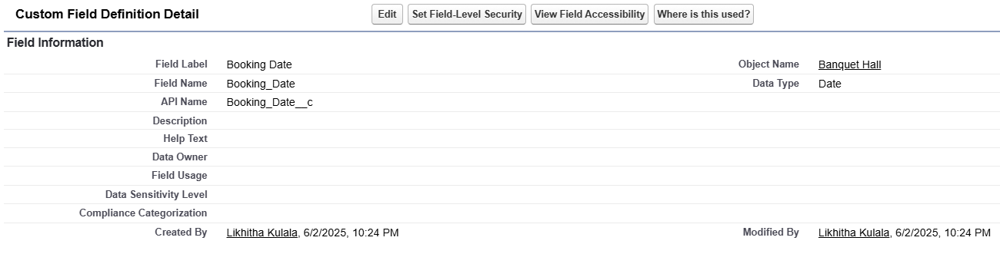 Custom Field Definition Detail Edit Set Field-Level Security View Field Accessibility Where is this used?
Field Information
Field Label Booking Date Object Name Banquet Hall
Field Name Booking_Date Data Type Date
API Name Booking_Date__c
Description
Help Text
Data Owner
Field Usage
Data Sensitivity Level
Compliance Categorization
Created By Likhitha Kulala, 6/2/2025, 10:24 PM Modified By Likhitha Kulala, 6/2/2025, 10:24 PM